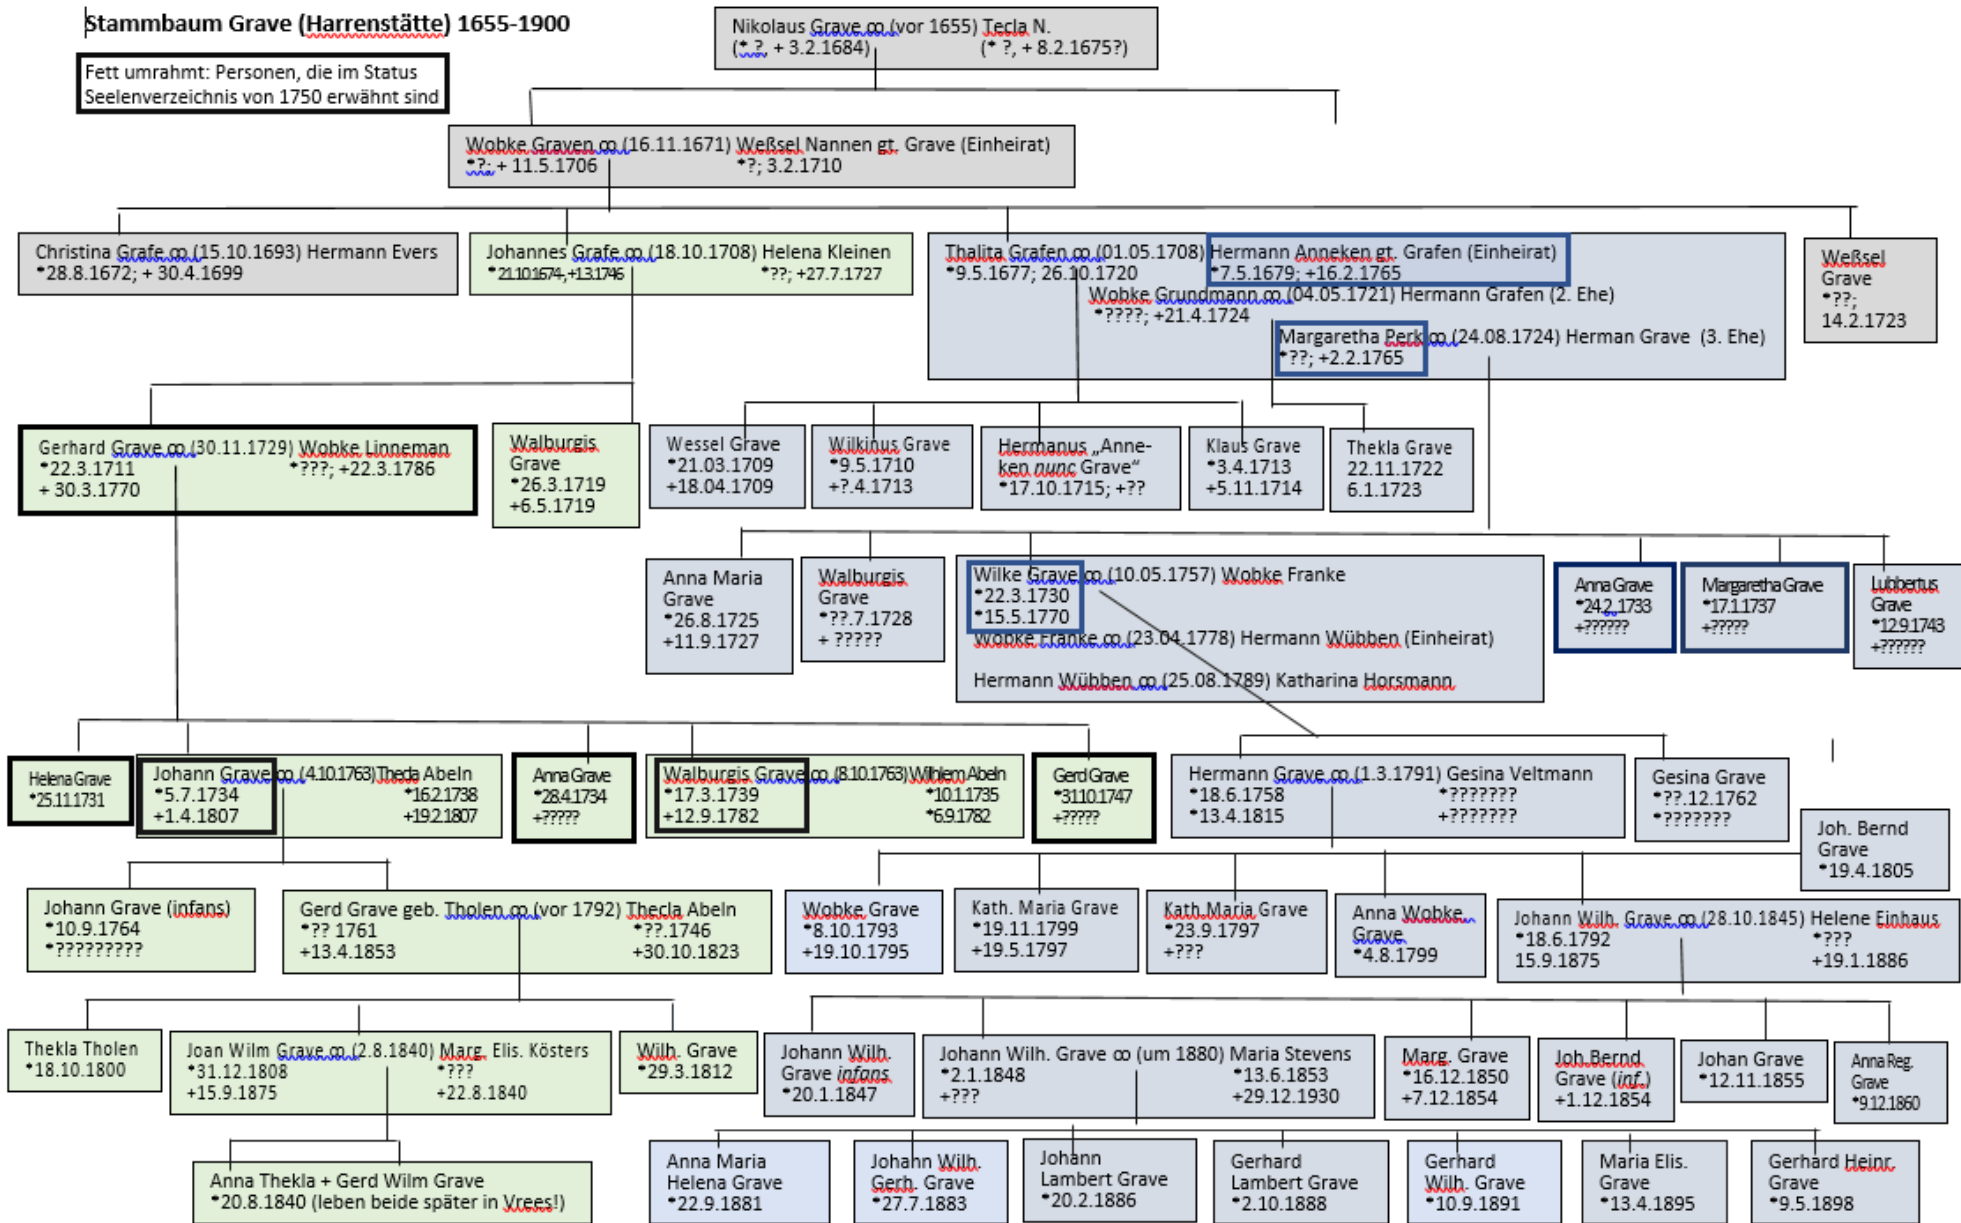 Stammbaum Grave (Harrenstätte) 1655-1900
Fett umrahmt: Personen, die im Status
Seelenverzeichnis von 1750 erwähnt sind
Nikolaus Grave ꝏ (vor 1655) Tecla N.
(* ?, + 3.2.1684) (* ?, + 8.2.1675?)
Wobke Graven ꝏ (16.11.1671) Weßsel Nannen gt. Grave (Einheirat)
*?; + 11.5.1706 *?; 3.2.1710
Christina Grafe ꝏ (15.10.1693) Hermann Evers
*28.8.1672; + 30.4.1699
Johannes Grafe ꝏ (18.10.1708) Helena Kleinen
*21.10.1674, +13.1746 *??; +27.7.1727
Thalita Grafen ꝏ (01.05.1708) Hermann Anneken gt. Grafen (Einheirat)
*9.5.1677; 26.10.1720 *7.5.1679; +16.2.1765
Wobke Grundmann ꝏ (04.05.1721) Hermann Grafen (2. Ehe)
*????; +21.4.1724
Margaretha Perk ꝏ (24.08.1724) Herman Grave (3. Ehe)
*??; +2.2.1765
Weßsel
Grave
*??;
14.2.1723
Gerhard Grave ꝏ (30.11.1729) Wobke Linneman
*22.3.1711 *???; +22.3.1786
+ 30.3.1770
Walburgis
Grave
*26.3.1719
+6.5.1719
Wessel Grave
*21.03.1709
+18.04.1709
Wilkinus Grave
*9.5.1710
+?.4.1713
Hermanus „Anne-
ken nunc Grave“
*17.10.1715; +??
Klaus Grave
*3.4.1713
+5.11.1714
Thekla Grave
22.11.1722
6.1.1723
Anna Maria
Grave
*26.8.1725
+11.9.1727
Walburgis
Grave
*??.7.1728
+ ?????
Wilke Grave ꝏ (10.05.1757) Wobke Franke
*22.3.1730
*15.5.1770
Wobke Franke ꝏ (23.04.1778) Hermann Wübben (Einheirat)
Hermann Wübben ꝏ (25.08.1789) Katharina Horsmann
Anna Grave
*24.2.1733
+??????
Margaretha Grave
*17.1.1737
+?????
Lubbertus
Grave
*12.9.1743
+??????
Helena Grave
*25.11.1731
Johann Grave ꝏ (4.10.1763) Thecla Abeln
*5.7.1734 *16.2.1738
+1.4.1807 +19.2.1807
Anna Grave
*28.4.1734
+?????
Walburgis Grave ꝏ (8.10.1763) Wilhlem Abeln
*17.3.1739 *10.1.1735
+12.9.1782 *6.9.1782
Gerd Grave
*31.10.1747
+?????
Hermann Grave ꝏ (1.3.1791) Gesina Veltmann
*18.6.1758 *???????
*13.4.1815 +???????
Gesina Grave
*??.12.1762
*???????
Joh. Bernd
Grave
*19.4.1805
Johann Grave (infans)
*10.9.1764
*?????????
Gerd Grave geb. Tholen ꝏ (vor 1792) Thecla Abeln
*?? 1761 *??.1746
+13.4.1853 +30.10.1823
Wobke Grave
*8.10.1793
+19.10.1795
Kath. Maria Grave
*19.11.1799
+19.5.1797
Kath.Maria Grave
*23.9.1797
+???
Anna Wobke
Grave
*4.8.1799
Johann Wilh. Grave ꝏ (28.10.1845) Helene Einhaus
*18.6.1792 *???
15.9.1875 +19.1.1886
Thekla Tholen
*18.10.1800
Joan Wilm Grave ꝏ (2.8.1840) Marg. Elis. Kösters
*31.12.1808 *???
+15.9.1875 +22.8.1840
Wilh. Grave
*29.3.1812
Johann Wilh.
Grave infans
*20.1.1847
Johann Wilh. Grave ꝏ (um 1880) Maria Stevens
*2.1.1848 *13.6.1853
+??? +29.12.1930
Marg. Grave
*16.12.1850
+7.12.1854
Joh.Bernd
Grave (inf.)
+1.12.1854
Johan Grave
*12.11.1855
Anna Reg.
Grave
*9.12.1860
Anna Thekla + Gerd Wilm Grave
*20.8.1840 (leben beide später in Vrees!)
Anna Maria
Helena Grave
*22.9.1881
Johann Wilh.
Gerh. Grave
*27.7.1883
Johann
Lambert Grave
*20.2.1886
Gerhard
Lambert Grave
*2.10.1888
Gerhard
Wilh. Grave
*10.9.1891
Maria Elis.
Grave
*13.4.1895
Gerhard Heinr.
Grave
*9.5.1898